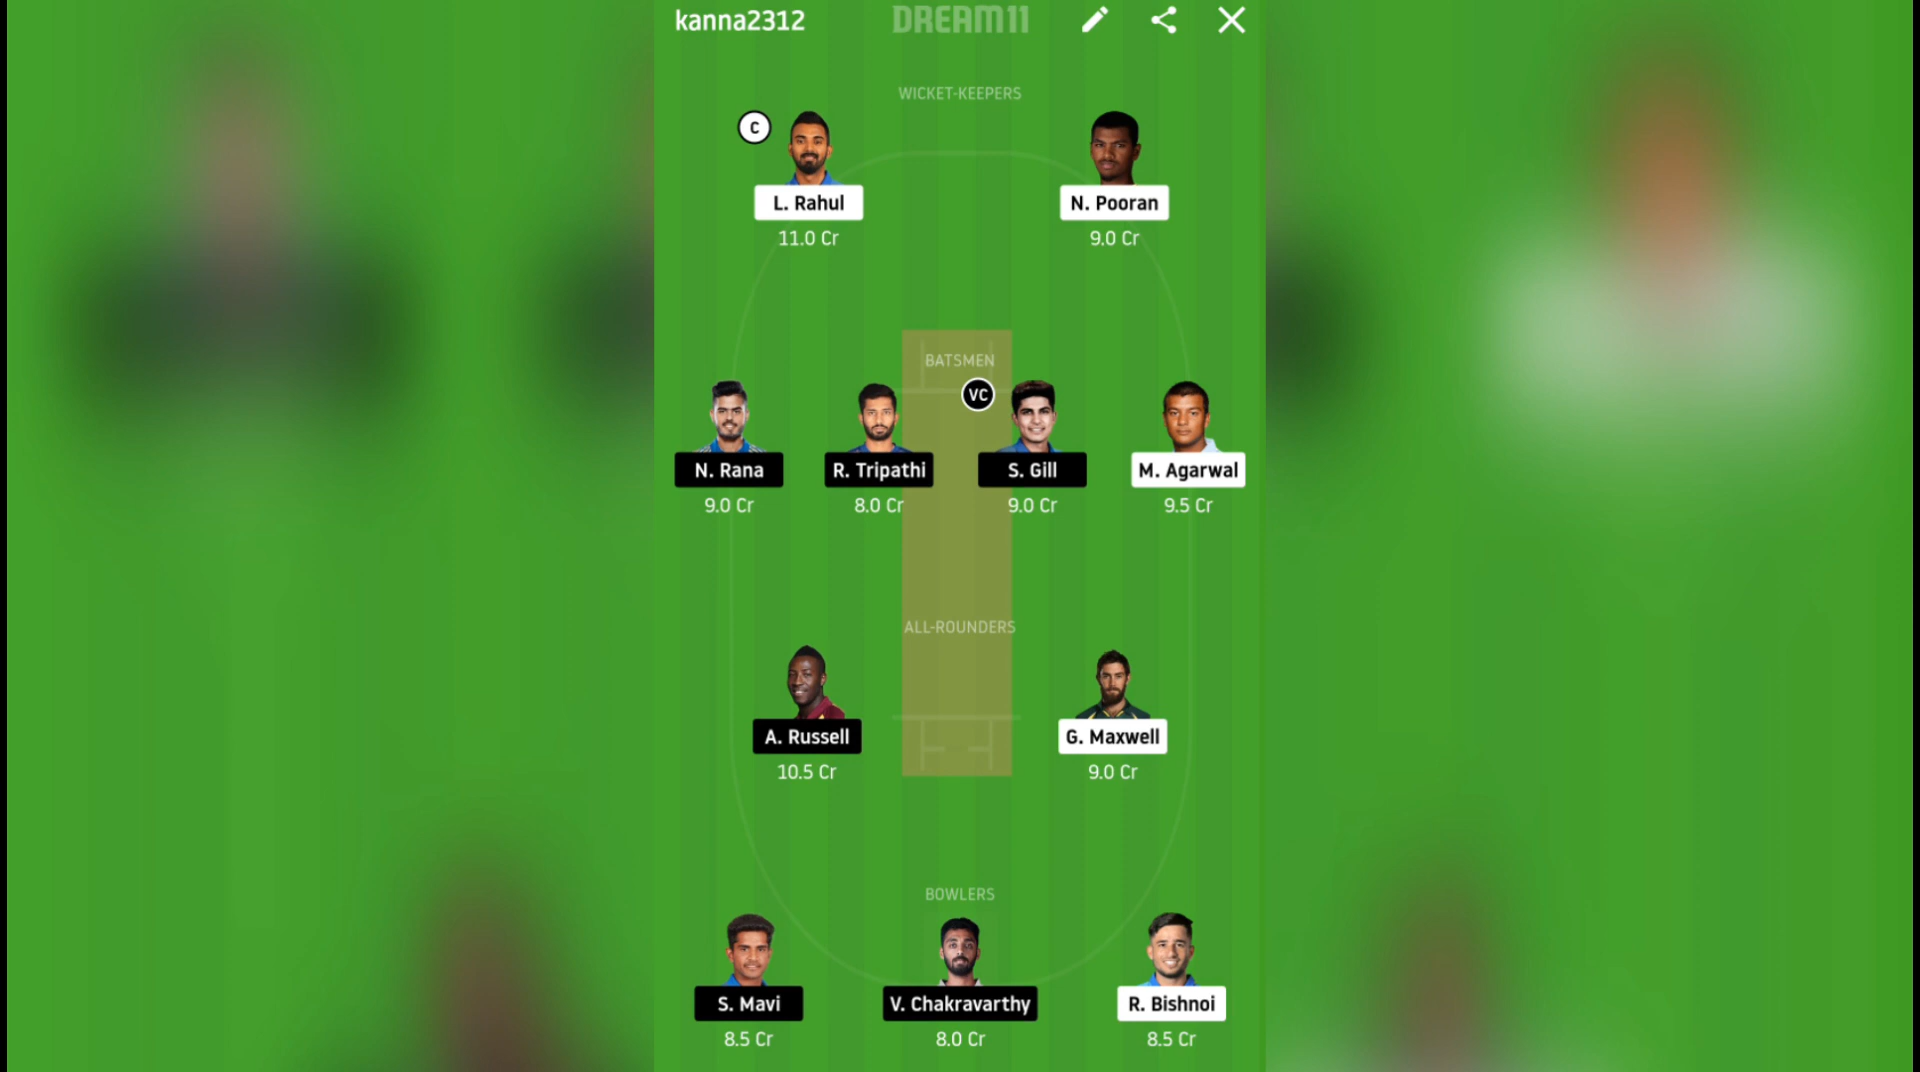 kanna2312 DREAM11
WICKET-KEEPERS
C
L. Rahul N. Pooran
11.0 Cr 9.0 Cr
BATSMEN
VC
N. Rana R. Tripathi S. Gill M. Agarwal
9.0 Cr 8.0 Cr 9.0 Cr 9.5 Cr
ALL-ROUNDERS
A. Russell G. Maxwell
10.5 Cr 9.0 Cr
BOWLERS
S. Mavi V. Chakravarthy R. Bishnoi
8.5 Cr 8.0 Cr 8.5 Cr